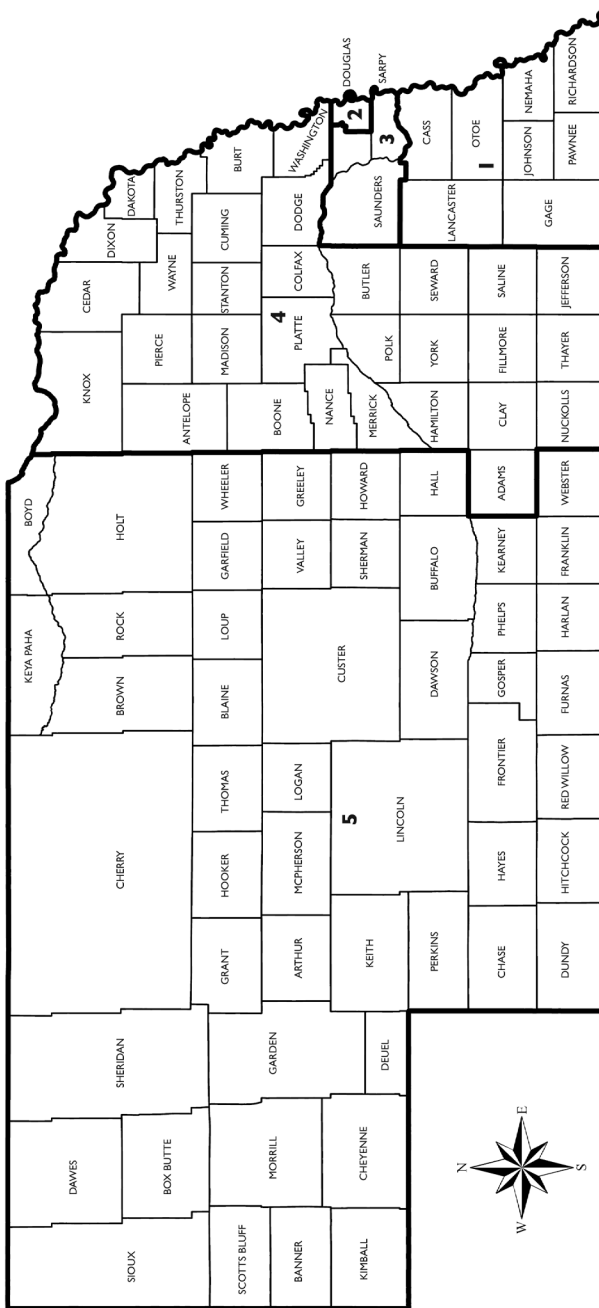 SIOUX
DAWES
BOX BUTTE
SHERIDAN
CHERRY
KEYA PAHA
BOYD
BROWN
ROCK
HOLT
KNOX
CEDAR
DIXON
DAKOTA
ANTELOPE
PIERCE
WAYNE
THURSTON
SCOTTS BLUFF
BANNER
KIMBALL
MORRILL
CHEYENNE
GARDEN
DEUEL
GRANT
HOOKER
THOMAS
BLAINE
LOUP
GARFIELD
WHEELER
BOONE
MADISON
STANTON
CUMING
BURT
ARTHUR
MCPHERSON
LOGAN
CUSTER
VALLEY
GREELEY
NANCE
PLATTE
4
COLFAX
DODGE
WASHINGTON
KEITH
5
LINCOLN
SHERMAN
HOWARD
MERRICK
POLK
BUTLER
SAUNDERS
2
DOUGLAS
3
SARPY
PERKINS
DAWSON
BUFFALO
HALL
HAMILTON
YORK
SEWARD
LANCASTER
CASS
OTOE
1
CHASE
HAYES
FRONTIER
GOSPER
PHELPS
KEARNEY
ADAMS
CLAY
FILLMORE
SALINE
JOHNSON
NEMAHA
DUNDY
HITCHCOCK
RED WILLOW
FURNAS
HARLAN
FRANKLIN
WEBSTER
NUCKOLLS
THAYER
JEFFERSON
GAGE
PAWNEE
RICHARDSON
N
W
E
S